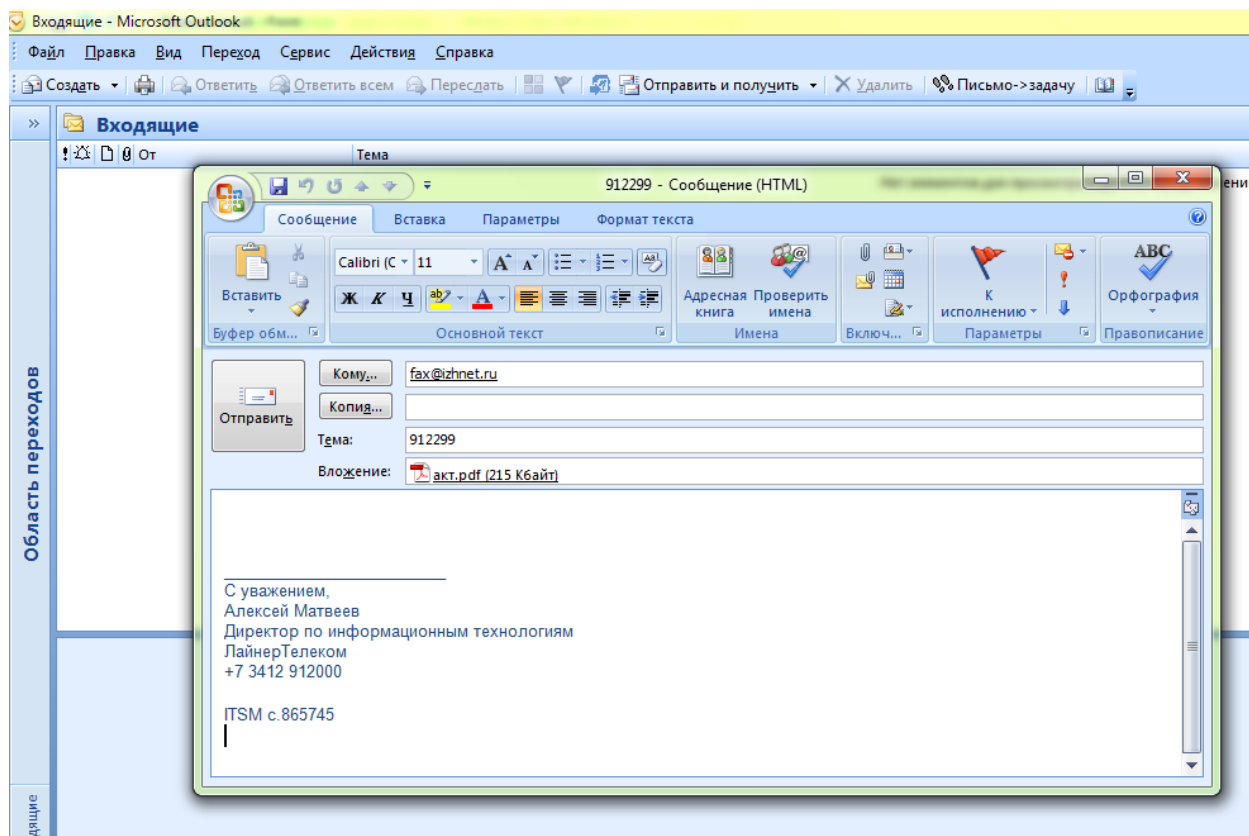 Входящие - Microsoft Outlook
Файл Правка Вид Переход Сервис Действия Справка
Создать Ответить Ответить всем Переслать Отправить и получить Удалить Письмо->задачу
Входящие
От Тема
912299 - Сообщение (HTML)
Сообщение Вставка Параметры Формат текста
Calibri (С 11
Вставить
Ж К Ч ab A
Адресная книга
Проверить имена
К исполнению
ABC
Орфография
Буфер обм... Основной текст Имена Включ... Параметры Правописание
Отправить
Кому... fax@izhnet.ru
Копия...
Тема: 912299
Вложение: акт.pdf (215 Кбайт)
С уважением,
Алексей Матвеев
Директор по информационным технологиям
ЛайнерТелеком
+7 3412 912000
ITSM с.865745
Область переходов